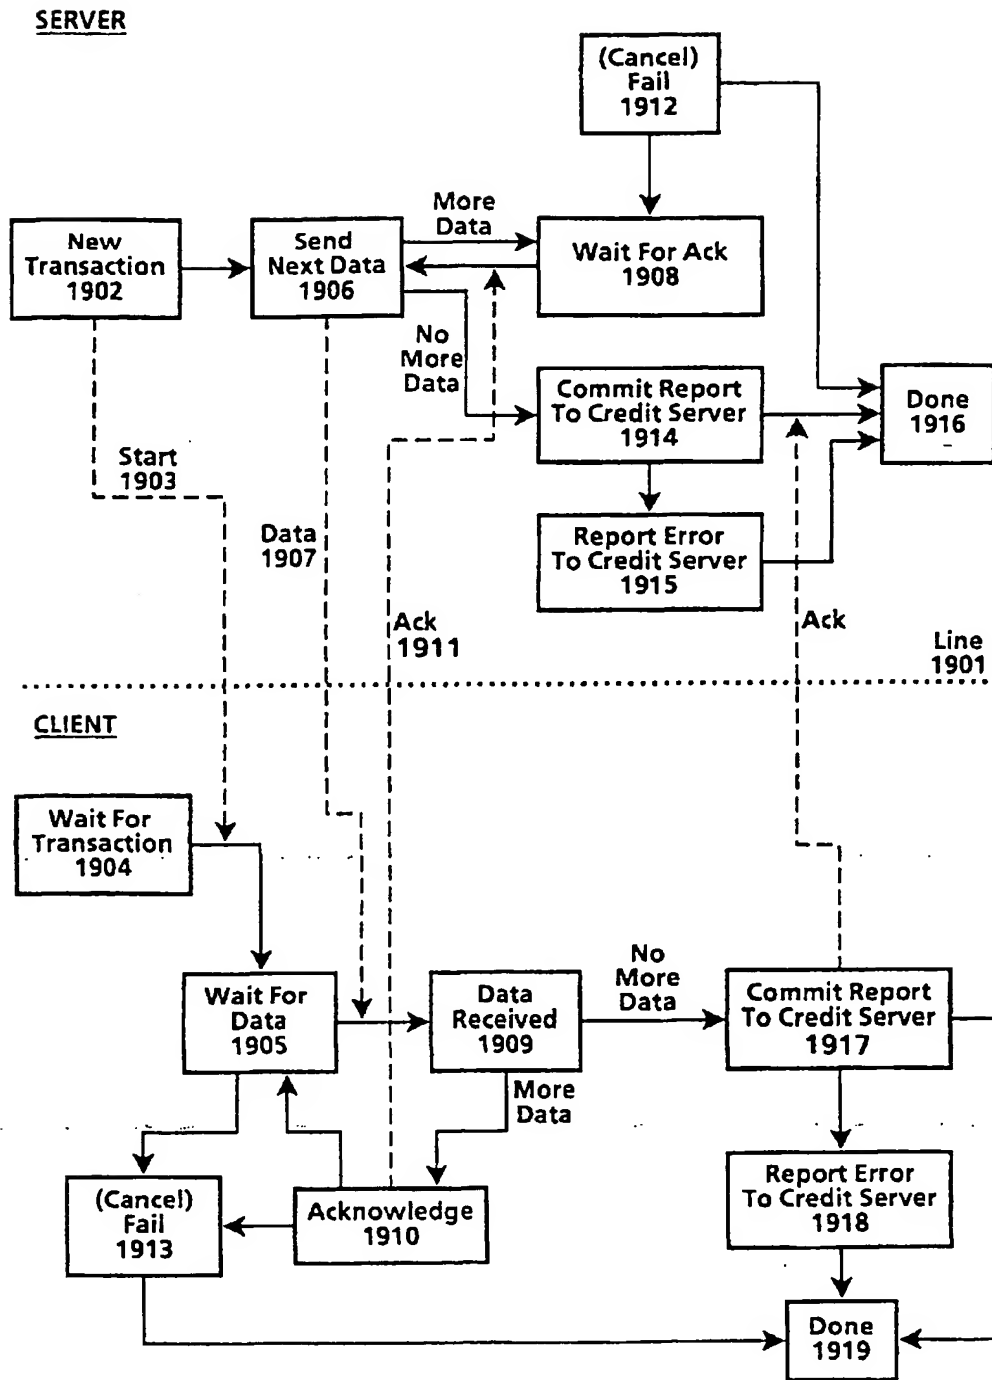 SERVER
(Cancel)
Fail
1912
More
Data
New
Transaction
1902
Send
Next Data
1906
Wait For Ack
1908
No
More
Data
Commit Report
To Credit Server
1914
Done
1916
Start
1903
Data
1907
Report Error
To Credit Server
1915
Ack
1911
Ack
Line
1901
CLIENT
Wait For
Transaction
1904
Wait For
Data
1905
Data
Received
1909
No
More
Data
Commit Report
To Credit Server
1917
More
Data
(Cancel)
Fail
1913
Acknowledge
1910
Report Error
To Credit Server
1918
Done
1919